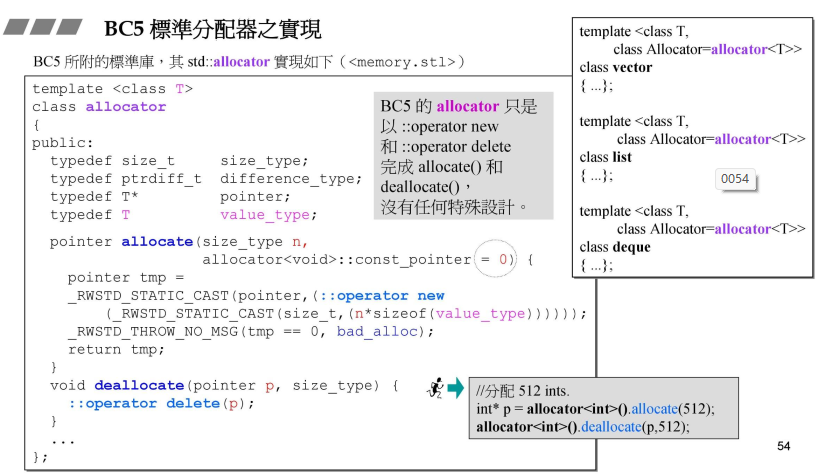 BC5 標準分配器之實現
BC5 所附的標準庫，其 std::allocator 實現如下（<memory.stl>）
template <class T>
class allocator
{
public:
typedef size_t size_type;
typedef ptrdiff_t difference_type;
typedef T* pointer;
typedef T value_type;
pointer allocate(size_type n,
allocator<void>::const_pointer = 0) {
pointer tmp =
_RWSTD_STATIC_CAST(pointer,(::operator new
(_RWSTD_STATIC_CAST(size_t,(n*sizeof(value_type))))));
_RWSTD_THROW_NO_MSG(tmp == 0, bad_alloc);
return tmp;
}
void deallocate(pointer p, size_type) {
::operator delete(p);
}
...
};
BC5 的 allocator 只是
以 ::operator new
和 ::operator delete
完成 allocate() 和
deallocate()，
沒有任何特殊設計。
template <class T,
class Allocator=allocator<T>>
class vector
{ ...};
template <class T,
class Allocator=allocator<T>>
class list
{ ...};
0054
template <class T,
class Allocator=allocator<T>>
class deque
{ ...};
//分配 512 ints.
int* p = allocator<int>().allocate(512);
allocator<int>().deallocate(p,512);
54